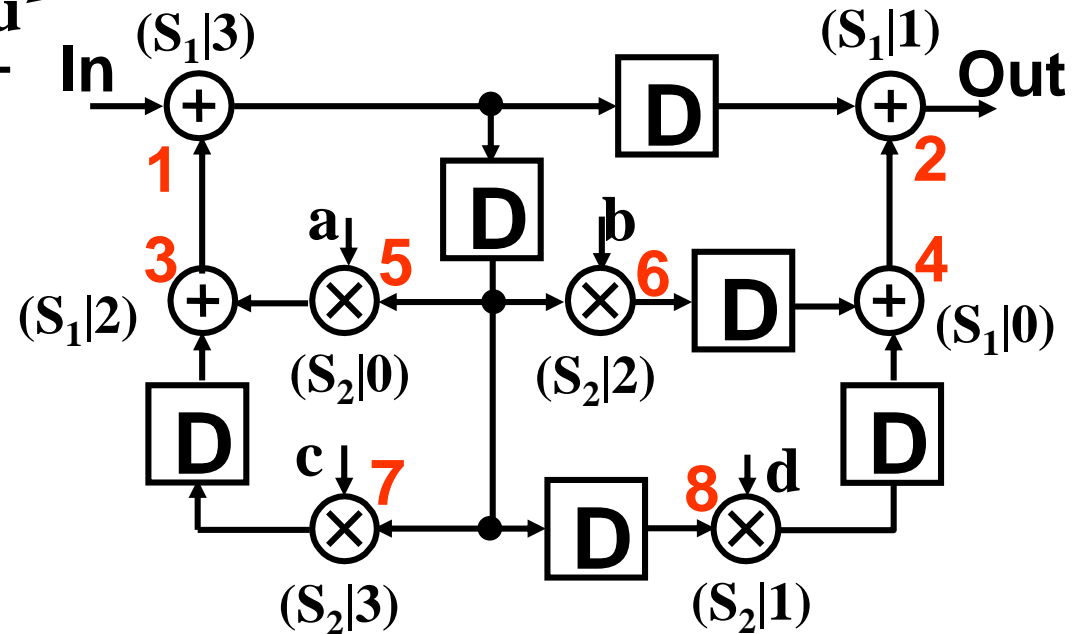 u
(S₁|3)
(S₁|1)
In
Out
+
D
+
1
2
D
a
b
3
5
6
4
+
×
×
D
+
(S₁|2)
(S₂|0)
(S₂|2)
(S₁|0)
D
D
c
7
8
d
×
D
×
(S₂|3)
(S₂|1)